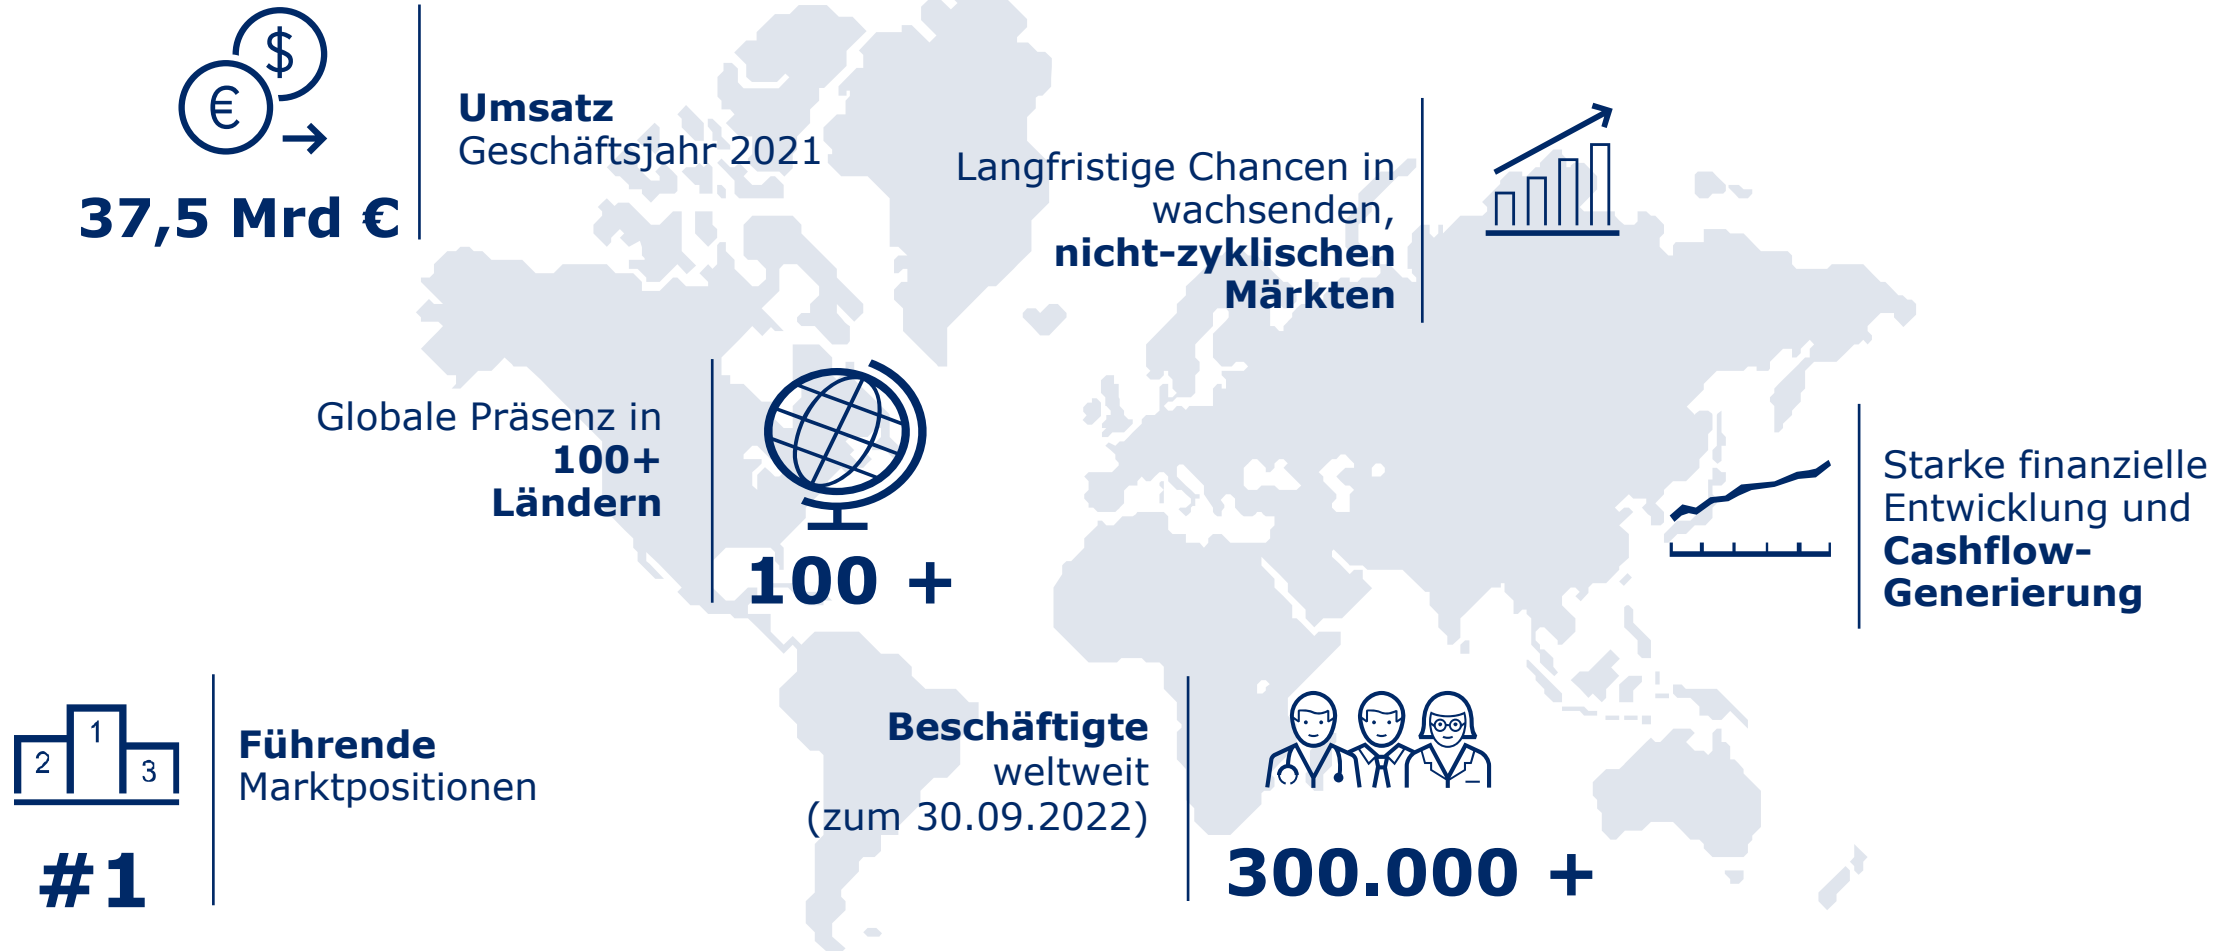 $
€
37,5 Mrd €
Umsatz
Geschäftsjahr 2021
Langfristige Chancen in
wachsenden,
nicht-zyklischen
Märkten
Globale Präsenz in
100+
Ländern
100 +
Starke finanzielle
Entwicklung und
Cashflow-
Generierung
2 1 3
#1
Führende
Marktpositionen
Beschäftigte
weltweit
(zum 30.09.2022)
300.000 +